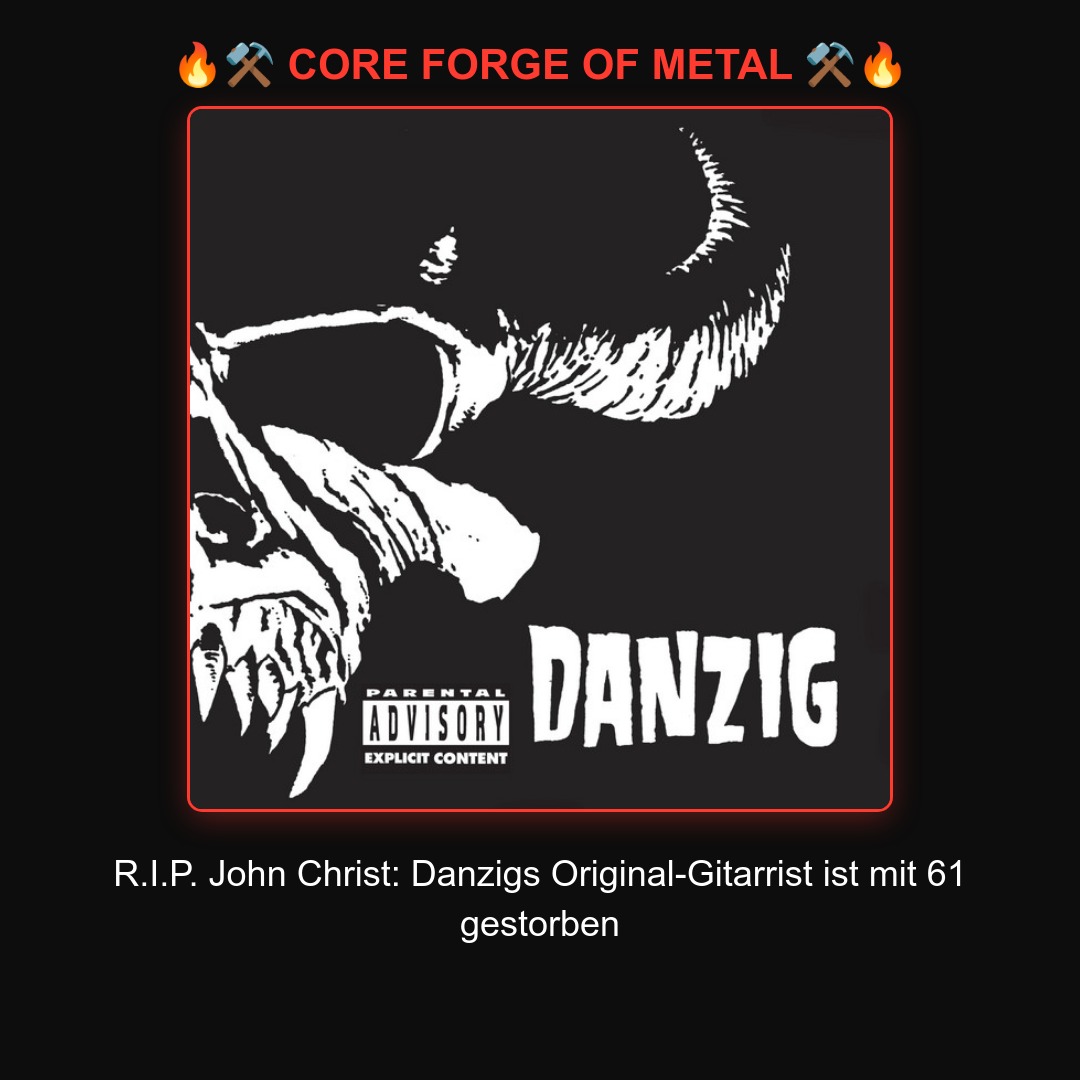 🔥⚒️ CORE FORGE OF METAL ⚒️🔥
PARENTAL
ADVISORY
EXPLICIT CONTENT
DANZIG
R.I.P. John Christ: Danzigs Original-Gitarrist ist mit 61
gestorben